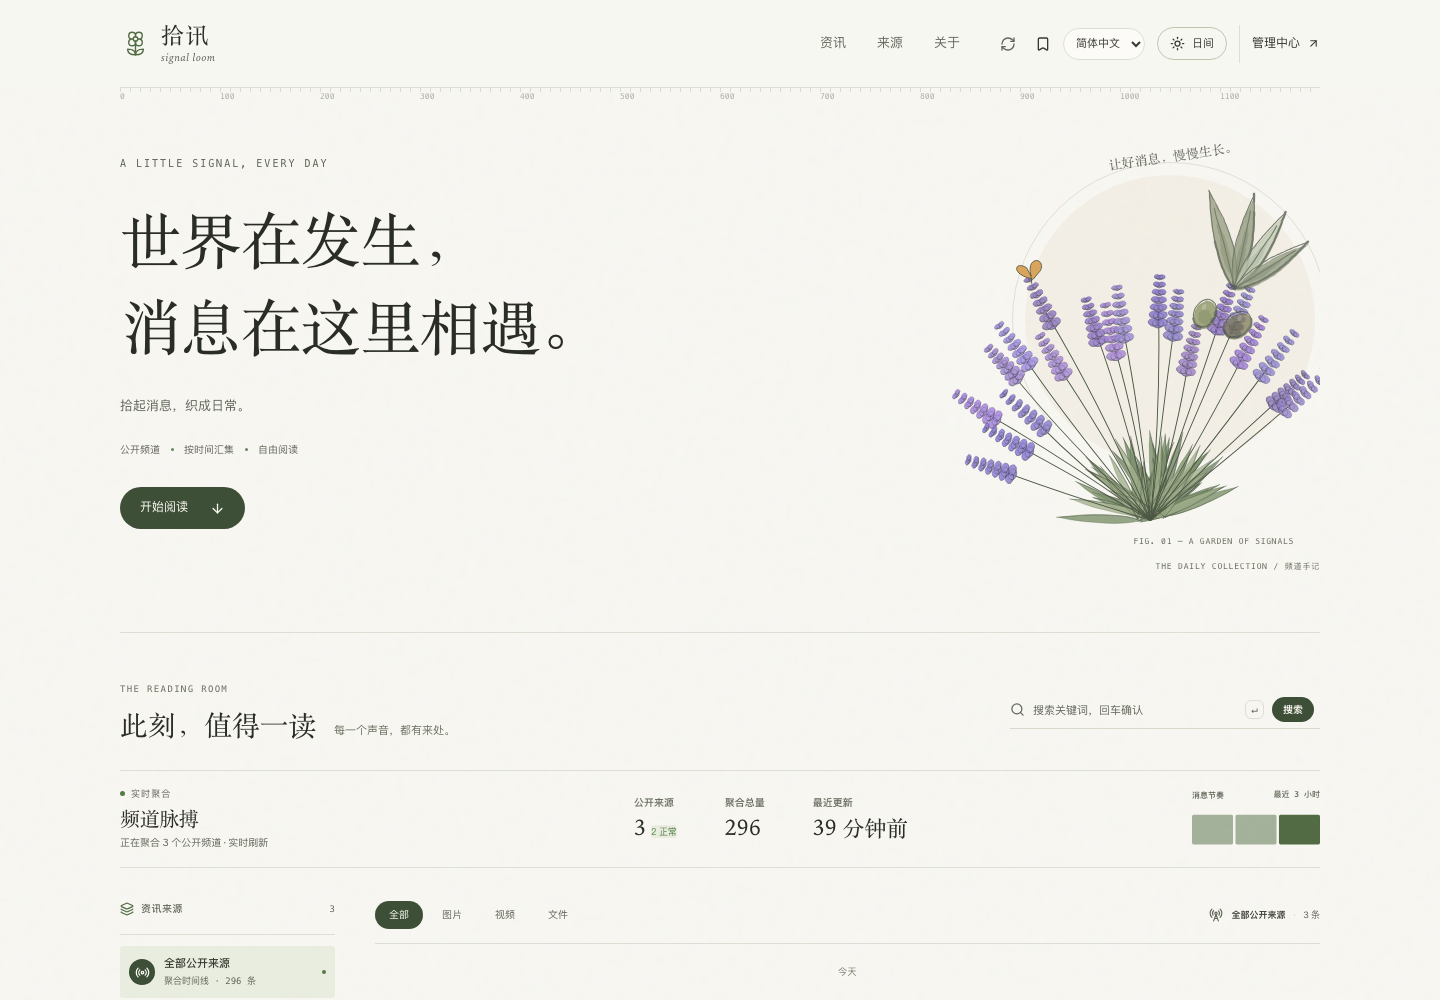 拾讯
signal loom
资讯
来源
关于
简体中文
日间
管理中心
0 100 200 300 400 500 600 700 800 900 1000 1100
A LITTLE SIGNAL, EVERY DAY
世界在发生，
消息在这里相遇。
拾起消息，织成日常。
公开频道 • 按时间汇集 • 自由阅读
开始阅读
让好消息，慢慢生长。
FIG. 01 — A GARDEN OF SIGNALS
THE DAILY COLLECTION / 频道手记
THE READING ROOM
此刻，值得一读
每一个声音，都有来处。
搜索关键词，回车确认
搜索
实时聚合
频道脉搏
正在聚合 3 个公开频道 · 实时刷新
公开来源
3 2 正常
聚合总量
296
最近更新
39 分钟前
消息节奏
最近 3 小时
资讯来源
3
全部公开来源
聚合时间线 · 296 条
全部
图片
视频
文件
全部公开来源 · 3 条
今天